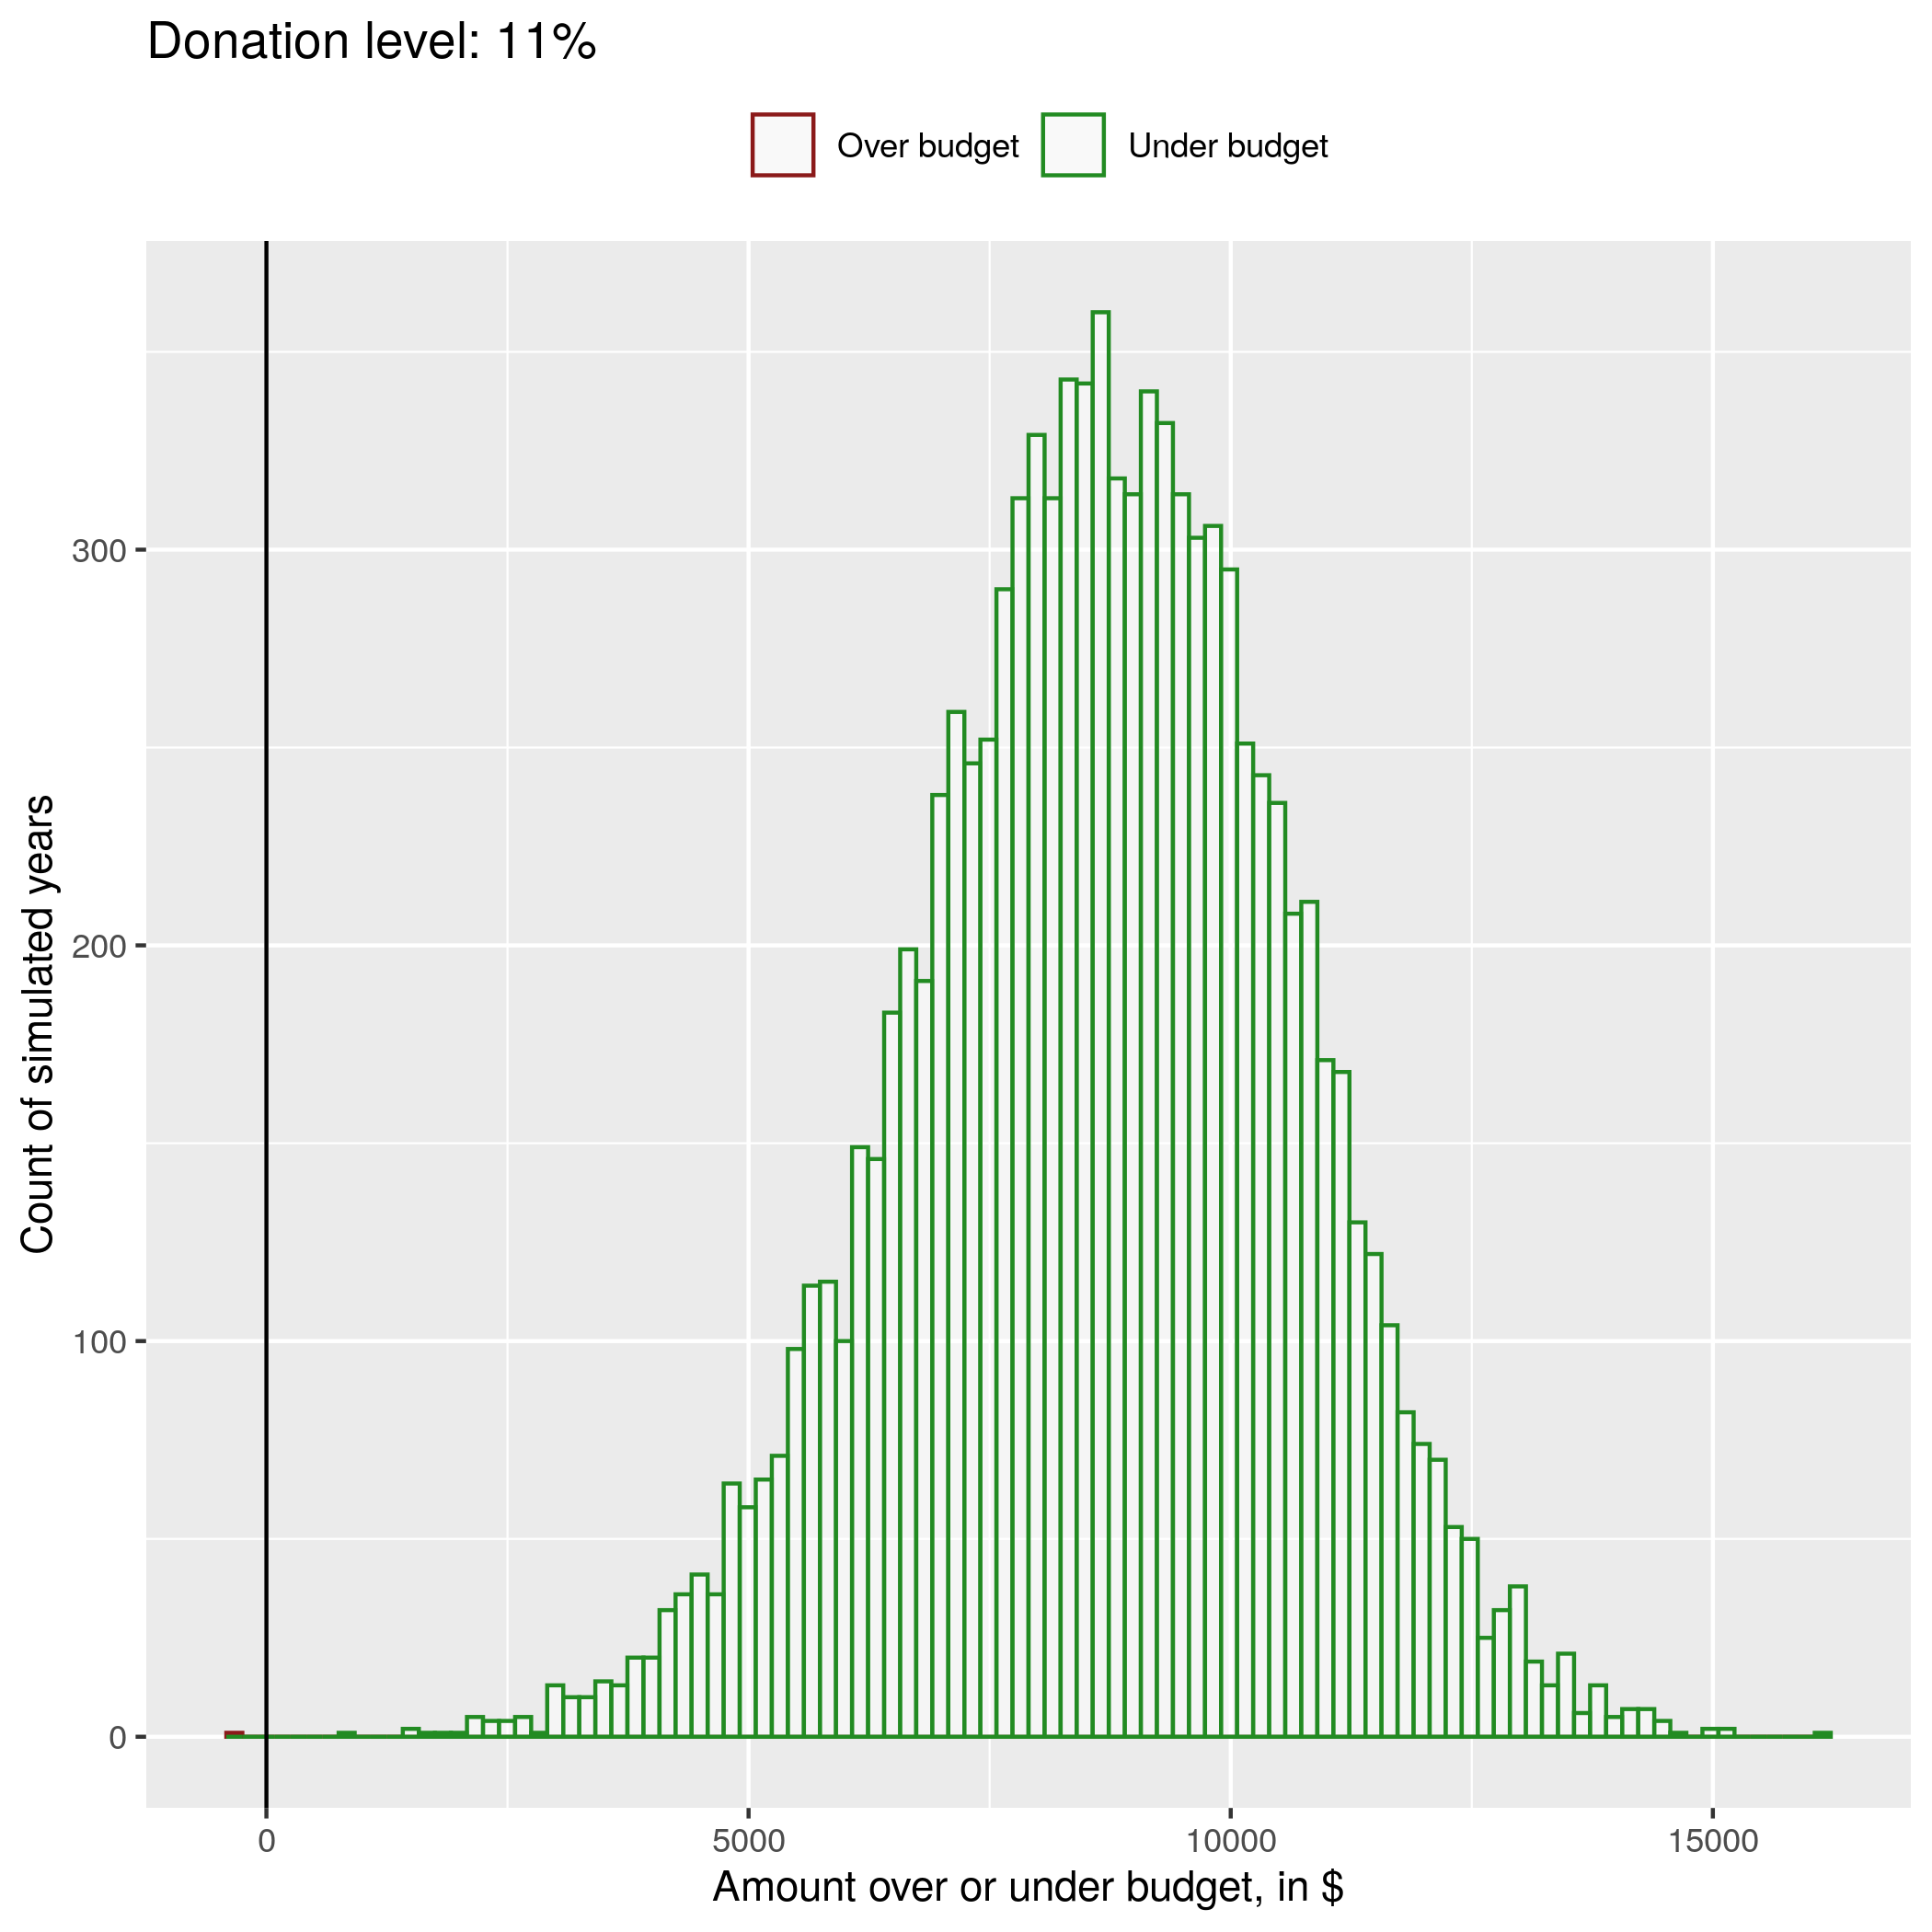 Donation level: 11%
Over budget Under budget
Count of simulated years
300
200
100
0
0 5000 10000 15000
Amount over or under budget, in $